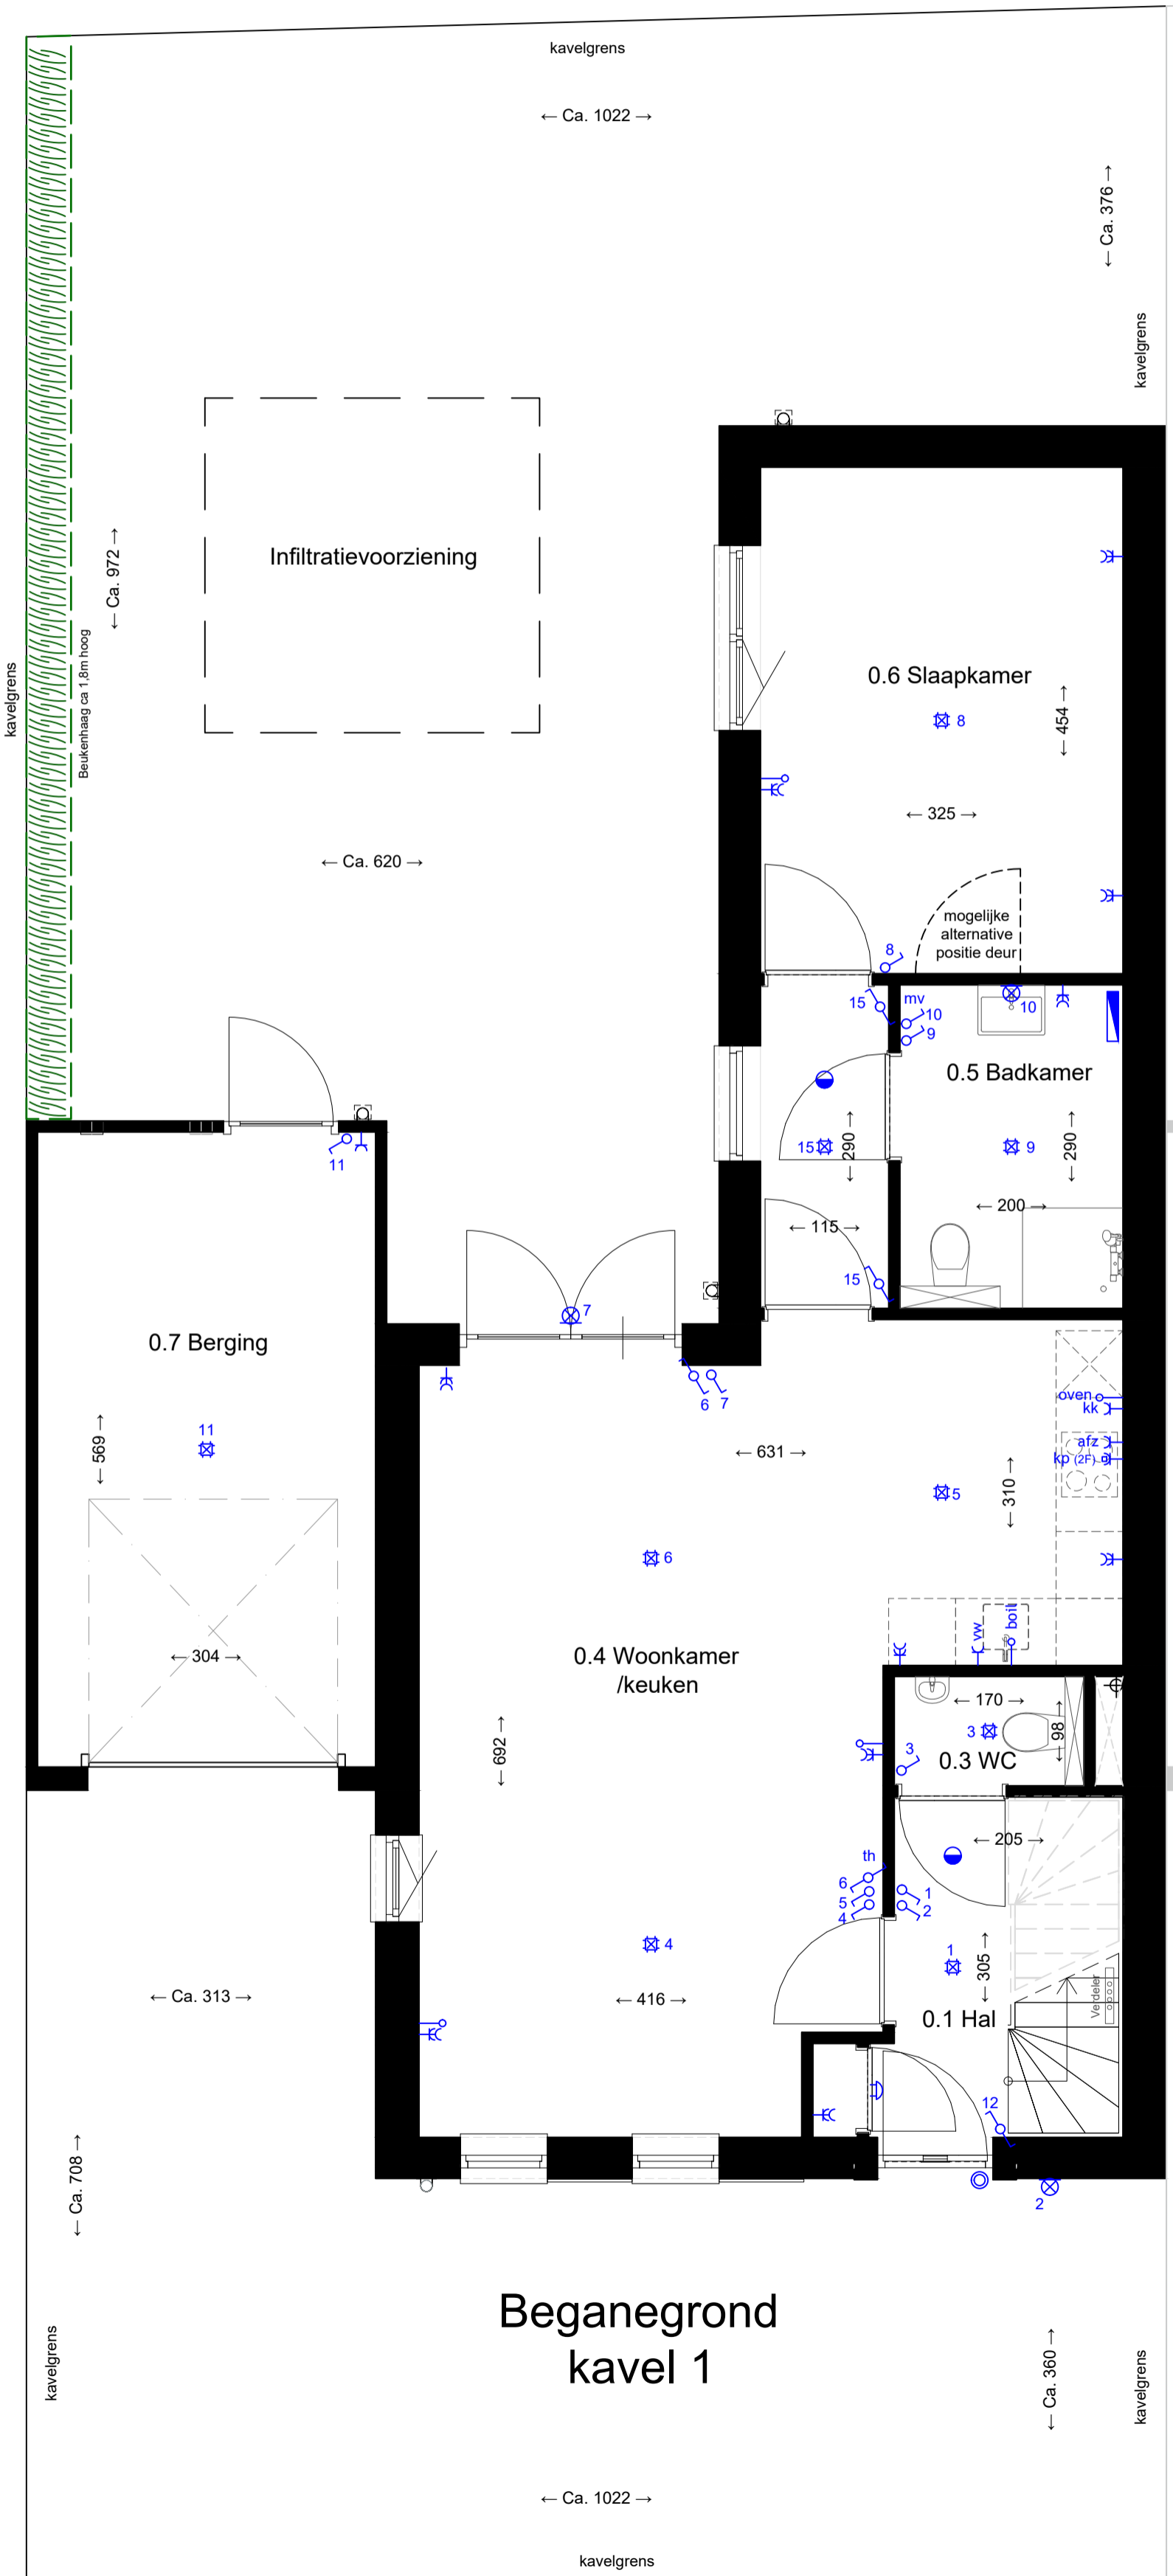 kavelgrens
← Ca. 1022 →
← Ca. 376 →
kavelgrens
Infiltratievoorziening
← Ca. 972 →
kavelgrens
Beukenhaag ca 1,8m hoog
0.6 Slaapkamer
8
← 454 →
← 325 →
← Ca. 620 →
mogelijke
alternative
positie deur
8
15
mv
10
9
10
0.5 Badkamer
15
← 290 →
9
← 290 →
← 200 →
← 115 →
15
11
7
0.7 Berging
6
7
oven
kk
afz
kp (2F)
11
← 569 →
← 631 →
← 310 →
5
6
vw
boil
0.4 Woonkamer
/keuken
← 304 →
← 170 →
3
← 98 →
3
0.3 WC
← 692 →
← 205 →
th
6
5
4
1
2
4
1
← 305 →
← Ca. 313 →
← 416 →
Verdeler
0.1 Hal
12
← Ca. 708 →
2
Beganegrond
kavel 1
kavelgrens
← Ca. 360 →
kavelgrens
← Ca. 1022 →
kavelgrens